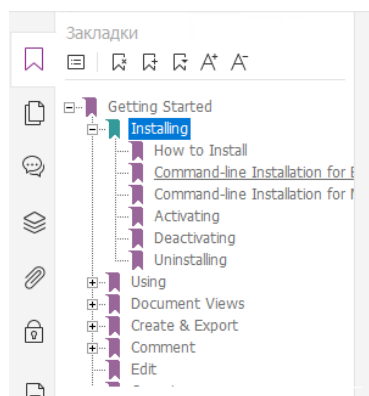 Закладки
A+ A-
Getting Started
Installing
How to Install
Command-line Installation for
Command-line Installation for
Activating
Deactivating
Uninstalling
Using
Document Views
Create & Export
Comment
Edit